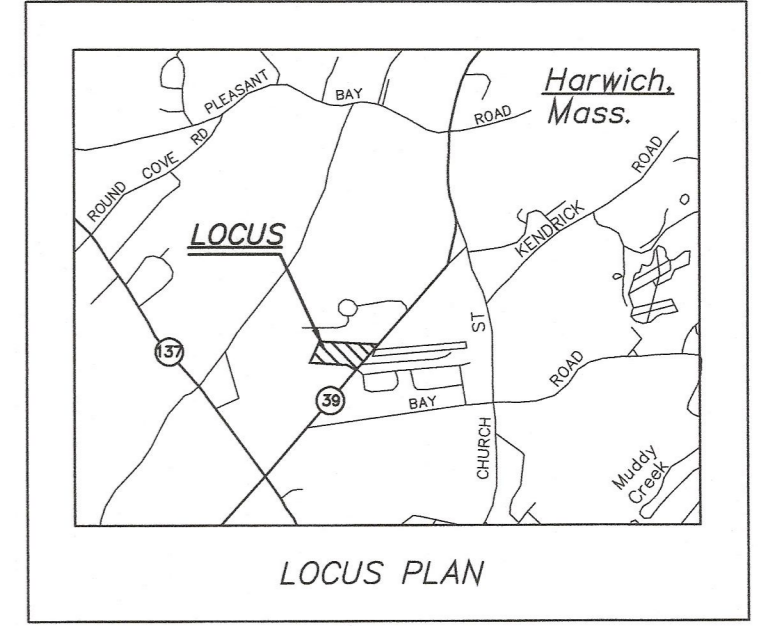 Harwich,
Mass.
PLEASANT
BAY
ROAD
ROUND
COVE
RD
ROAD
KENDRICK
LOCUS
137
39
ST
ROAD
BAY
CHURCH
Muddy
Creek
LOCUS PLAN